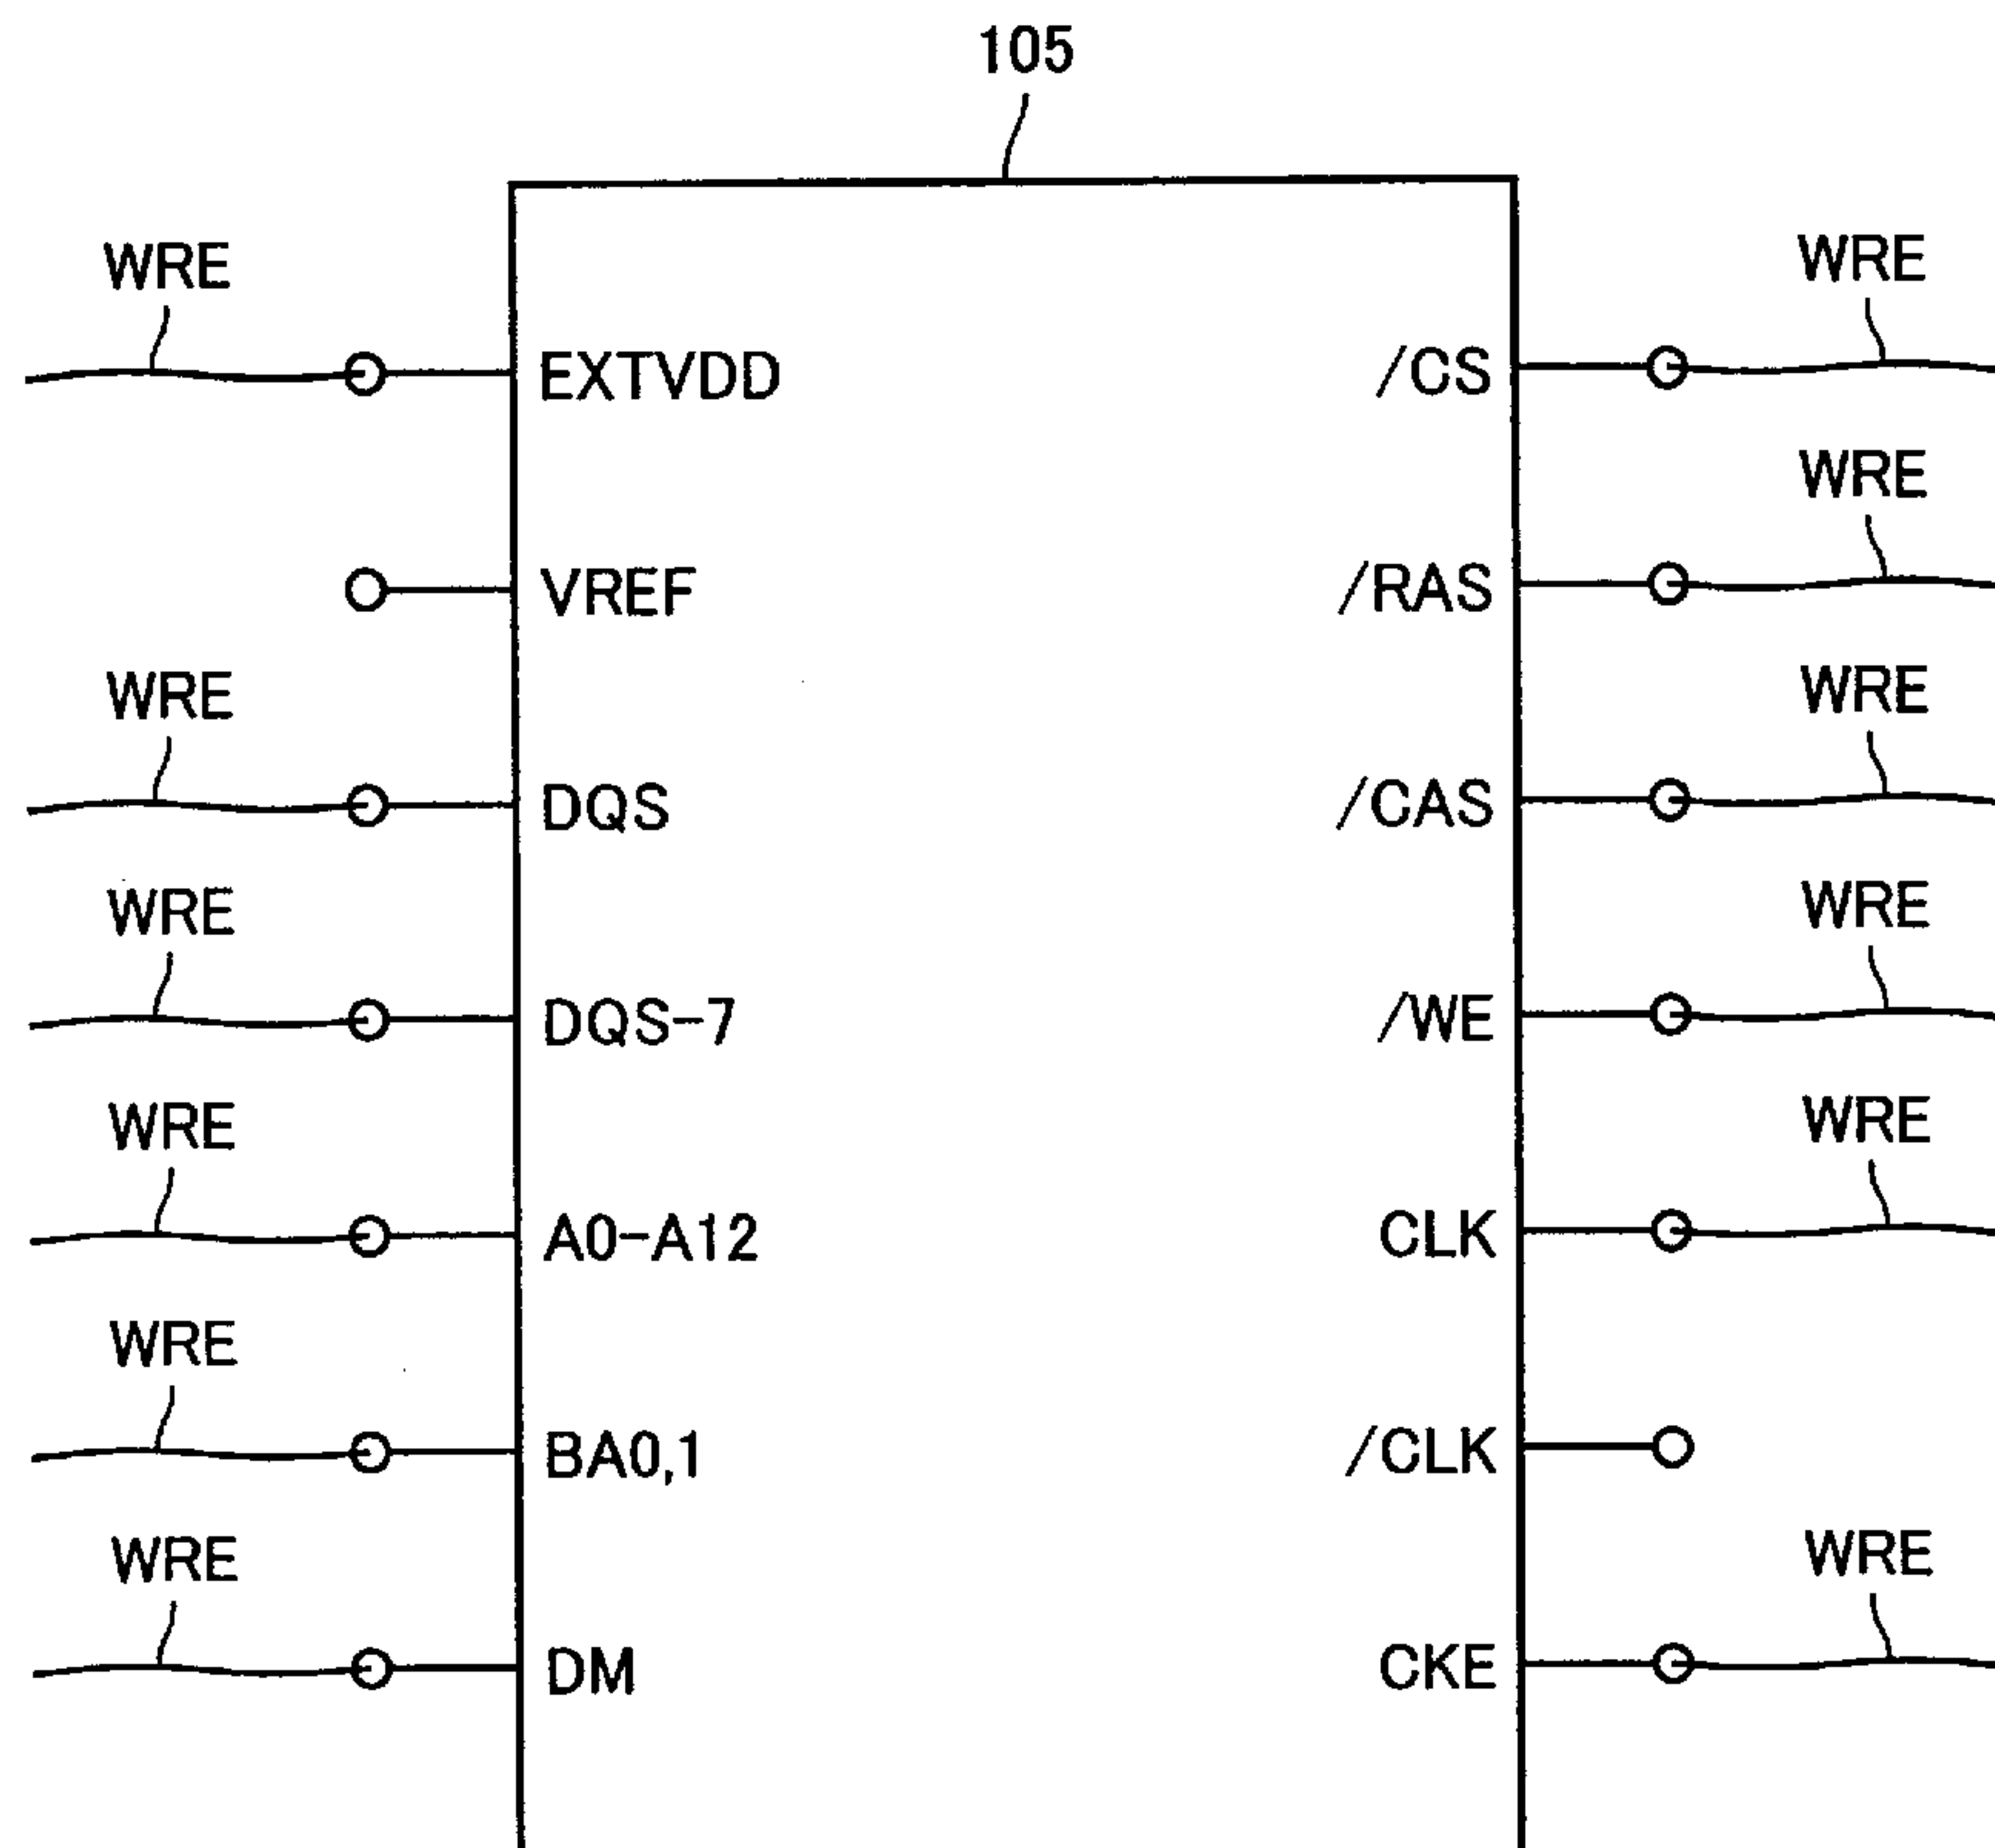 105
WRE
WRE
EXTVDD
/CS
WRE
VREF
/RAS
WRE
WRE
DQS
/CAS
WRE
WRE
DQS-7
/WE
WRE
WRE
A0-A12
CLK
WRE
BA0,1
/CLK
WRE
WRE
DM
CKE